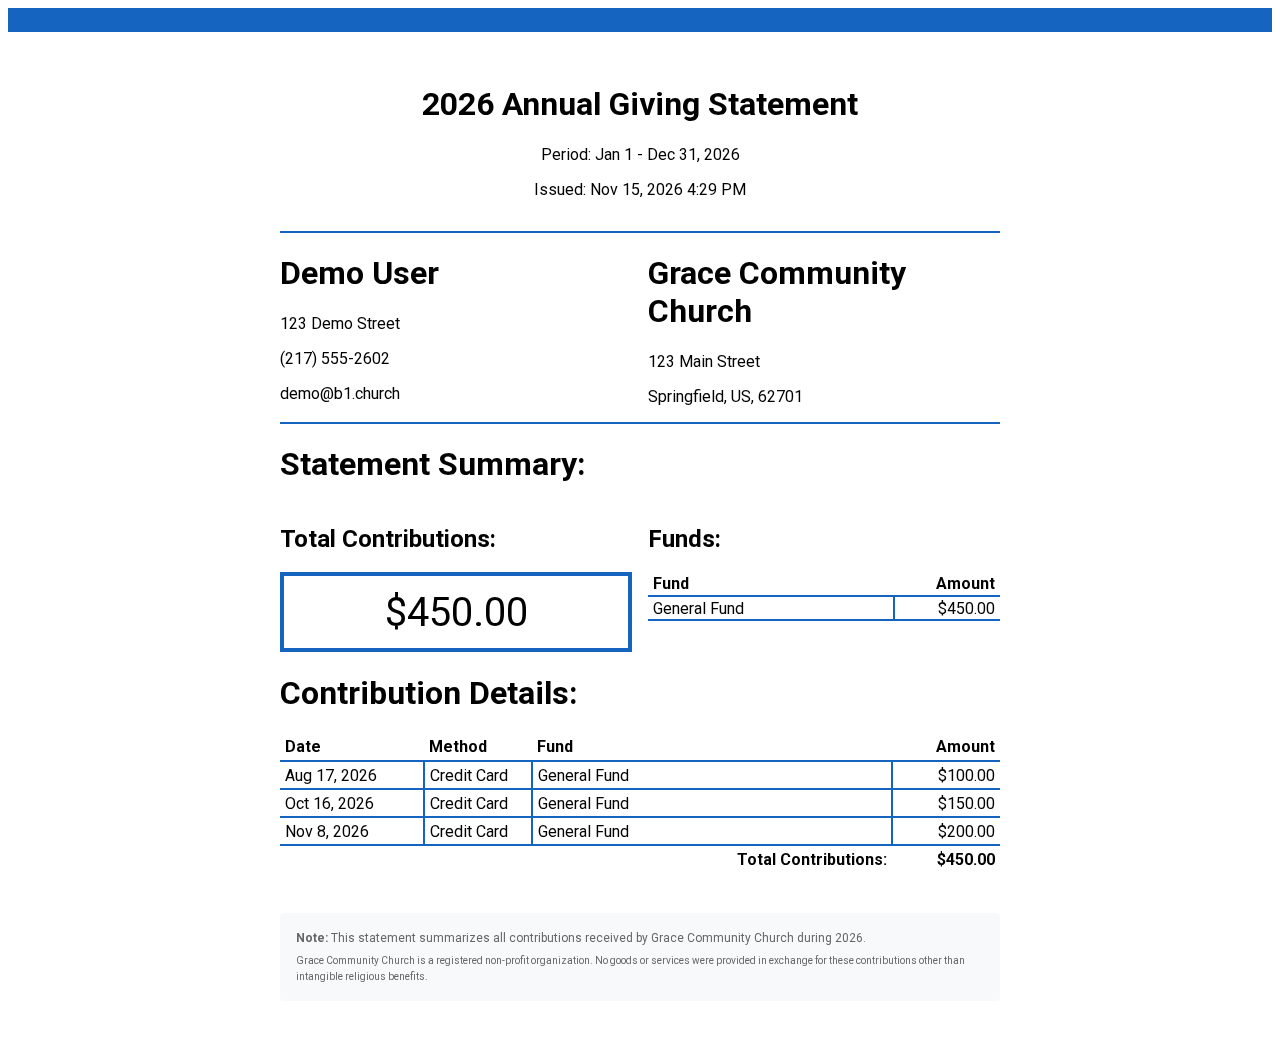 2026 Annual Giving Statement
Period: Jan 1 - Dec 31, 2026
Issued: Nov 15, 2026 4:29 PM
Demo User
123 Demo Street
(217) 555-2602
demo@b1.church
Grace Community
Church
123 Main Street
Springfield, US, 62701
Statement Summary:
Total Contributions:
$450.00
Funds:
Fund Amount
General Fund $450.00
Contribution Details:
Date Method Fund Amount
Aug 17, 2026 Credit Card General Fund $100.00
Oct 16, 2026 Credit Card General Fund $150.00
Nov 8, 2026 Credit Card General Fund $200.00
Total Contributions: $450.00
Note: This statement summarizes all contributions received by Grace Community Church during 2026.
Grace Community Church is a registered non-profit organization. No goods or services were provided in exchange for these contributions other than
intangible religious benefits.